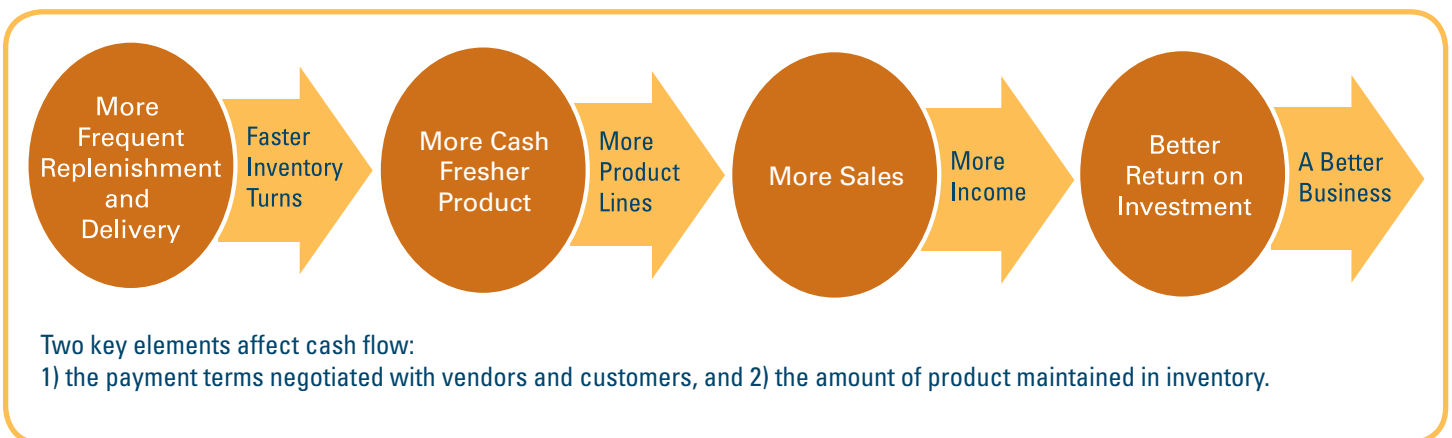 More
Frequent
Replenishment
and
Delivery
Faster
Inventory
Turns
More Cash
Fresher
Product
More
Product
Lines
More Sales
More
Income
Better
Return on
Investment
A Better
Business
Two key elements affect cash flow:
1) the payment terms negotiated with vendors and customers, and 2) the amount of product maintained in inventory.